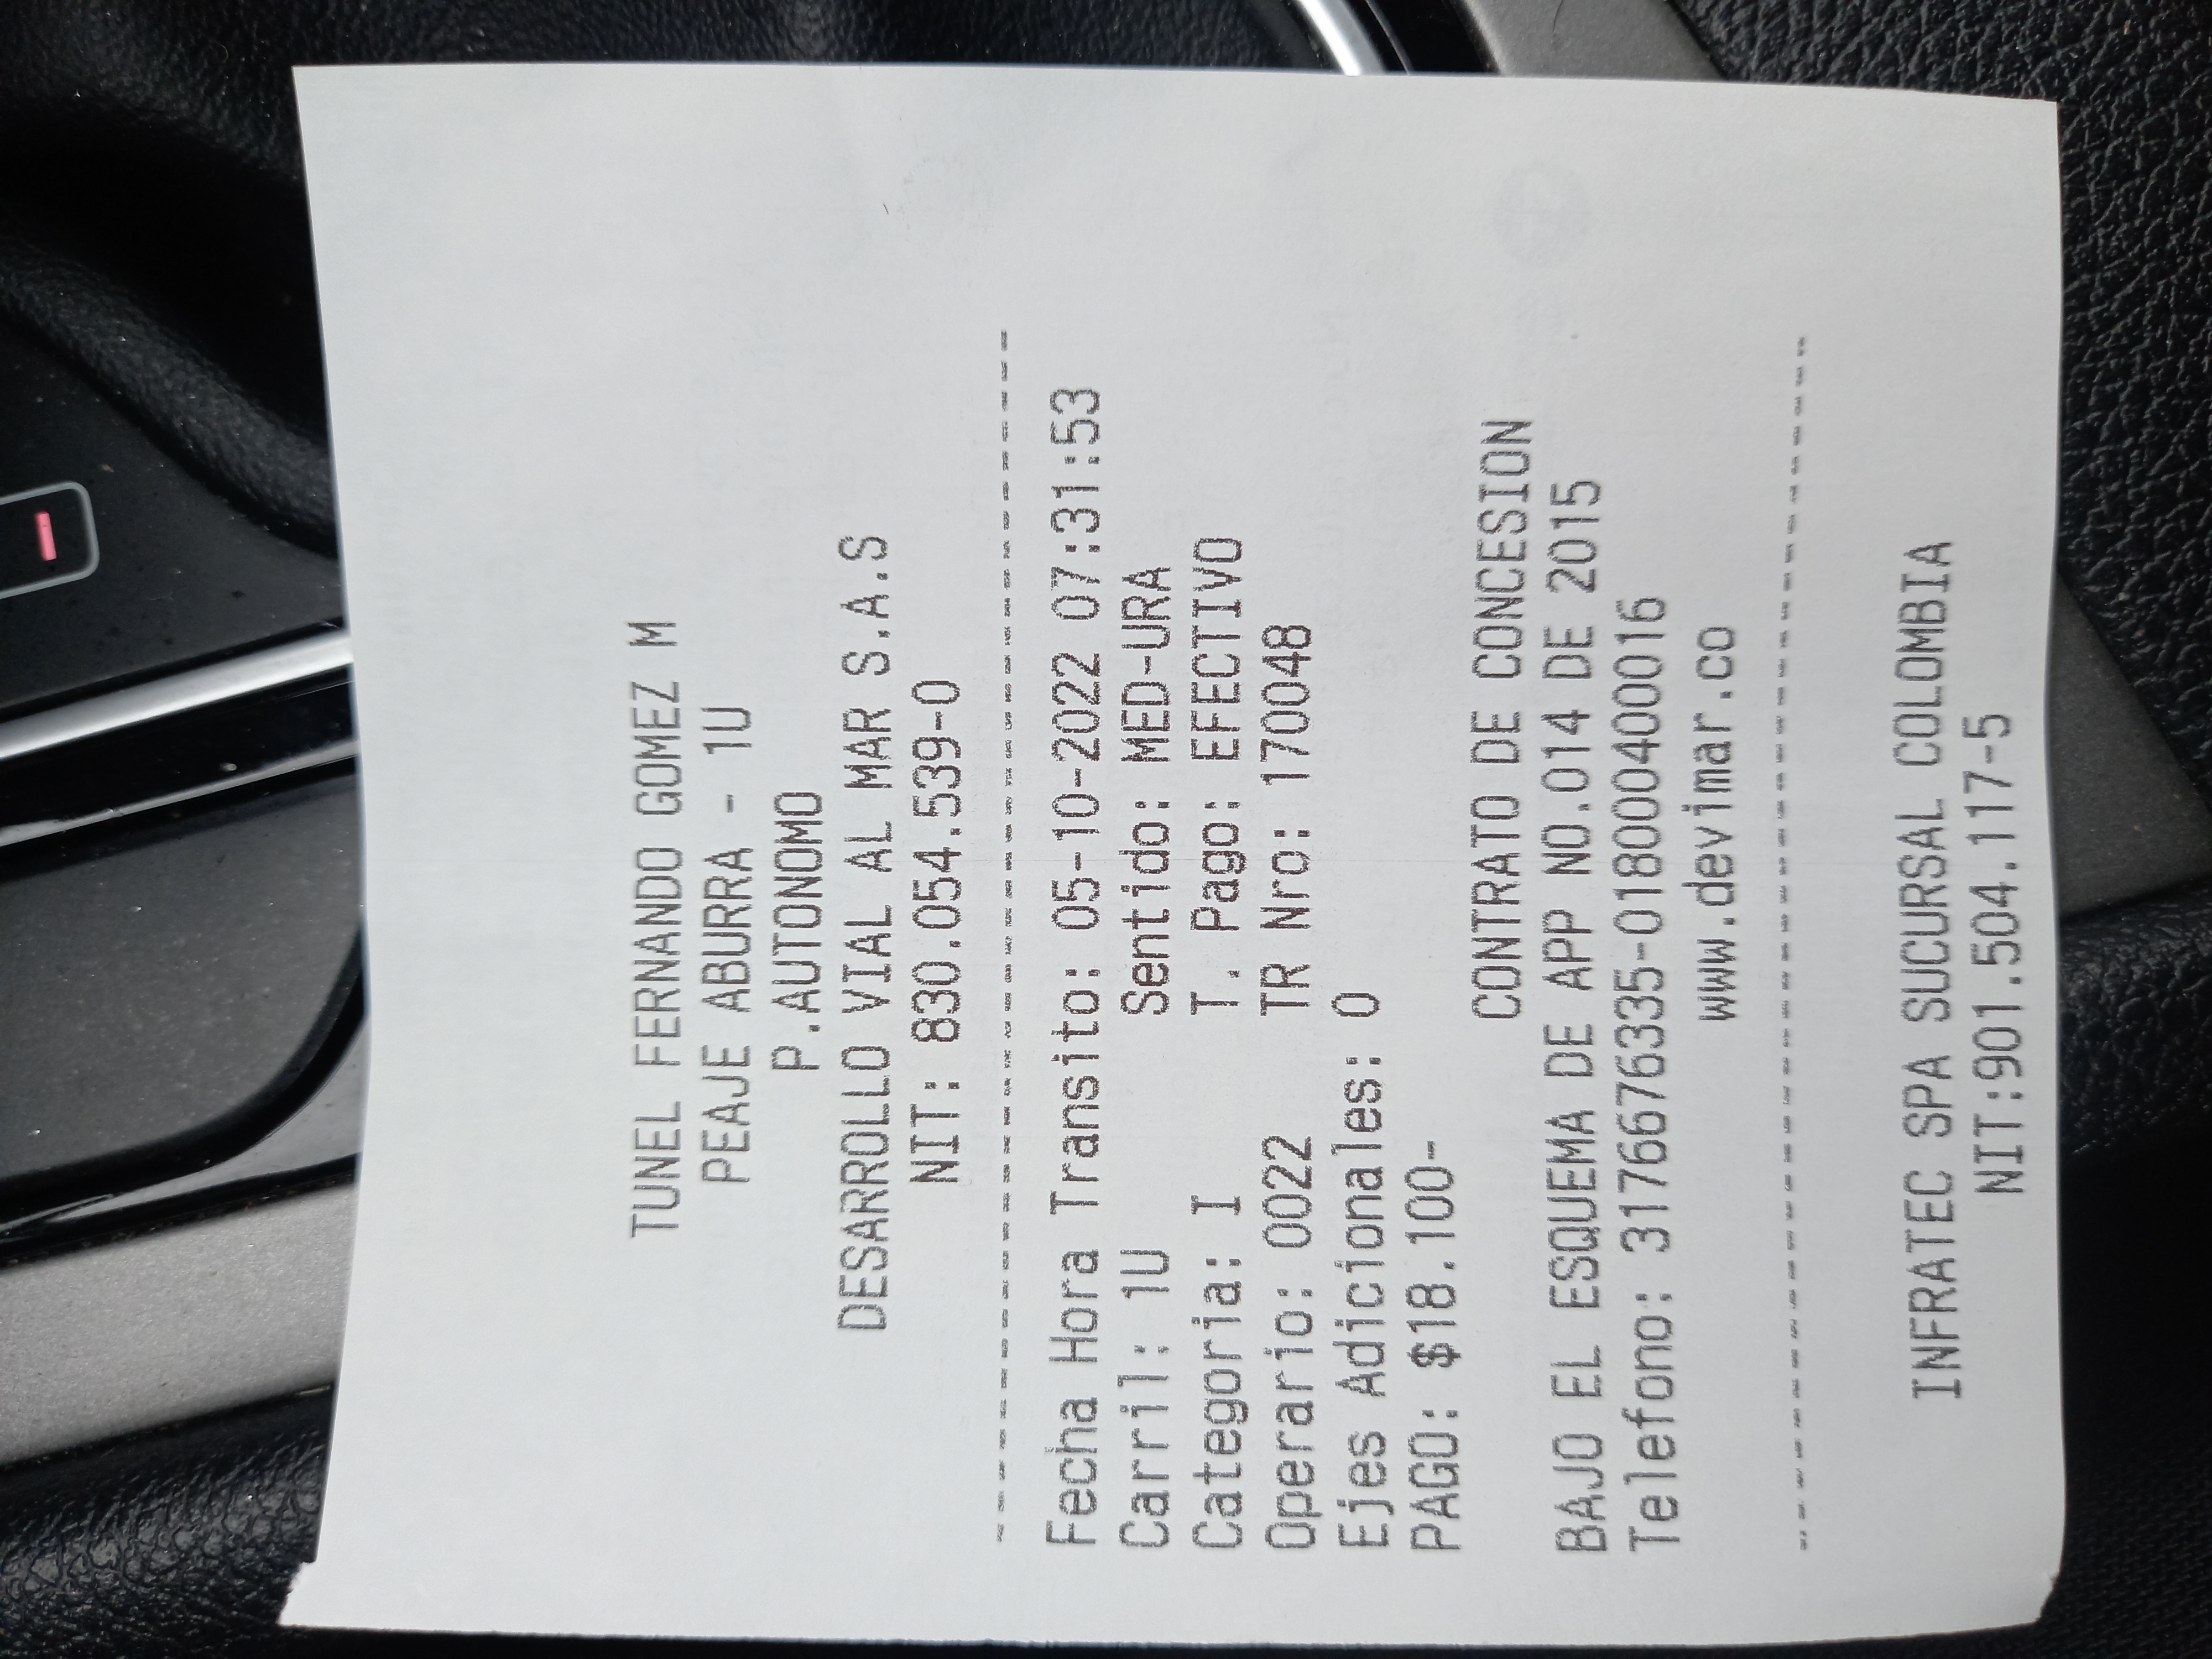 TUNEL FERNANDO GOMEZ M
PEAJE ABURRA - 1U
P.AUTONOMO
DESARROLLO VIAL AL MAR S.A.S
NIT: 830.054.539-0
----------------------------------------
Fecha Hora Transito: 05-10-2022 07:31:53
Carril: 1U Sentido: MED-URA
Categoria: I T. Pago: EFECTIVO
Operario: 0022 TR Nro: 170048
Ejes Adicionales: 0
PAGO: $18.100-
CONTRATO DE CONCESION
BAJO EL ESQUEMA DE APP NO.014 DE 2015
Telefono: 3176676335-018000400016
www.devimar.co
----------------------------------------
INFRATEC SPA SUCURSAL COLOMBIA
NIT:901.504.117-5